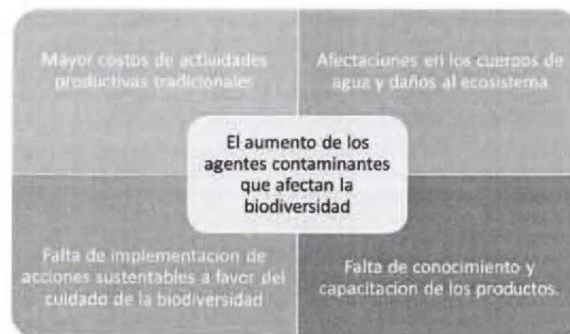 Mayor costos de actividades
productivas tradicionales
Afectaciones en los cuerpos de
agua y daños al ecosistema
El aumento de los
agentes contaminantes
que afectan la
biodiversidad
Falta de implementacion de
acciones sustentables a favor del
cuidado de la biodiversidad
Falta de conocimiento y
capacitacion de los productos.